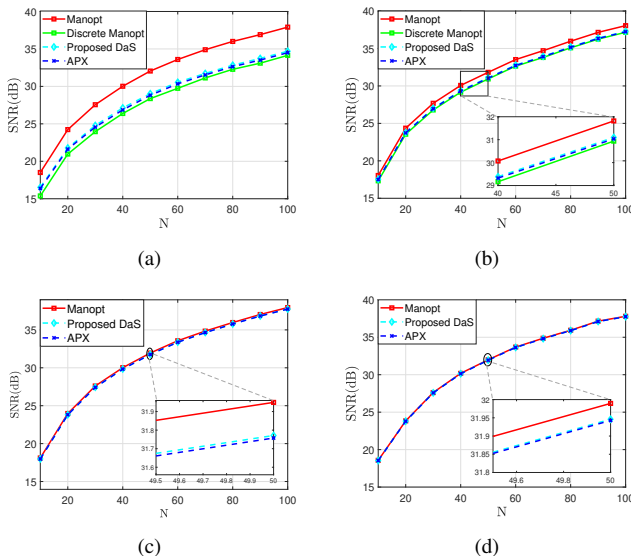 Manopt
Discrete Manopt
Proposed DaS
APX
SNR(dB)
40
35
30
25
20
15
20
40
60
80
100
N
(a)
Manopt
Discrete Manopt
Proposed DaS
APX
SNR(dB)
40
35
30
25
20
15
32
31
30
29
40
45
50
20
40
60
80
100
N
(b)
Manopt
Proposed DaS
APX
SNR(dB)
35
30
25
20
15
31.9
31.8
31.7
31.6
49.5
49.6
49.7
49.8
49.9
50
20
40
60
80
100
N
(c)
Manopt
Proposed DaS
APX
SNR(dB)
40
35
30
25
20
15
10
32
31.95
31.9
31.85
31.8
49.6
49.8
50
20
40
60
80
100
N
(d)